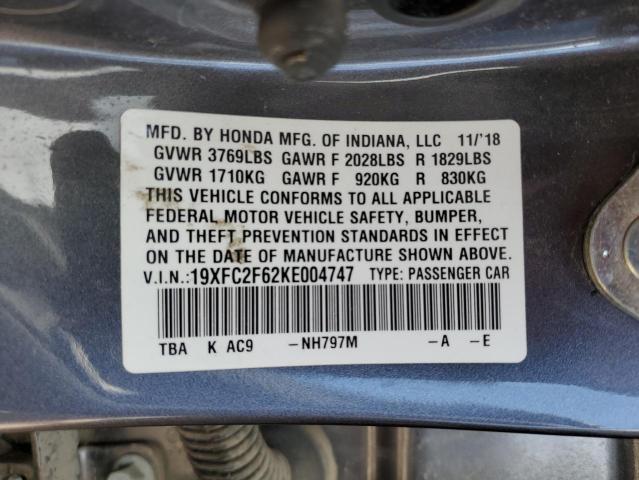 MFD. BY HONDA MFG. OF INDIANA, LLC 11/'18
GVWR 3769LBS GAWR F 2028LBS R 1829LBS
GVWR 1710KG GAWR F 920KG R 830KG
THIS VEHICLE CONFORMS TO ALL APPLICABLE
FEDERAL MOTOR VEHICLE SAFETY, BUMPER,
AND THEFT PREVENTION STANDARDS IN EFFECT
ON THE DATE OF MANUFACTURE SHOWN ABOVE.
V.I.N.:19XFC2F62KE004747 TYPE: PASSENGER CAR
TBA K AC9 -NH797M -A -E